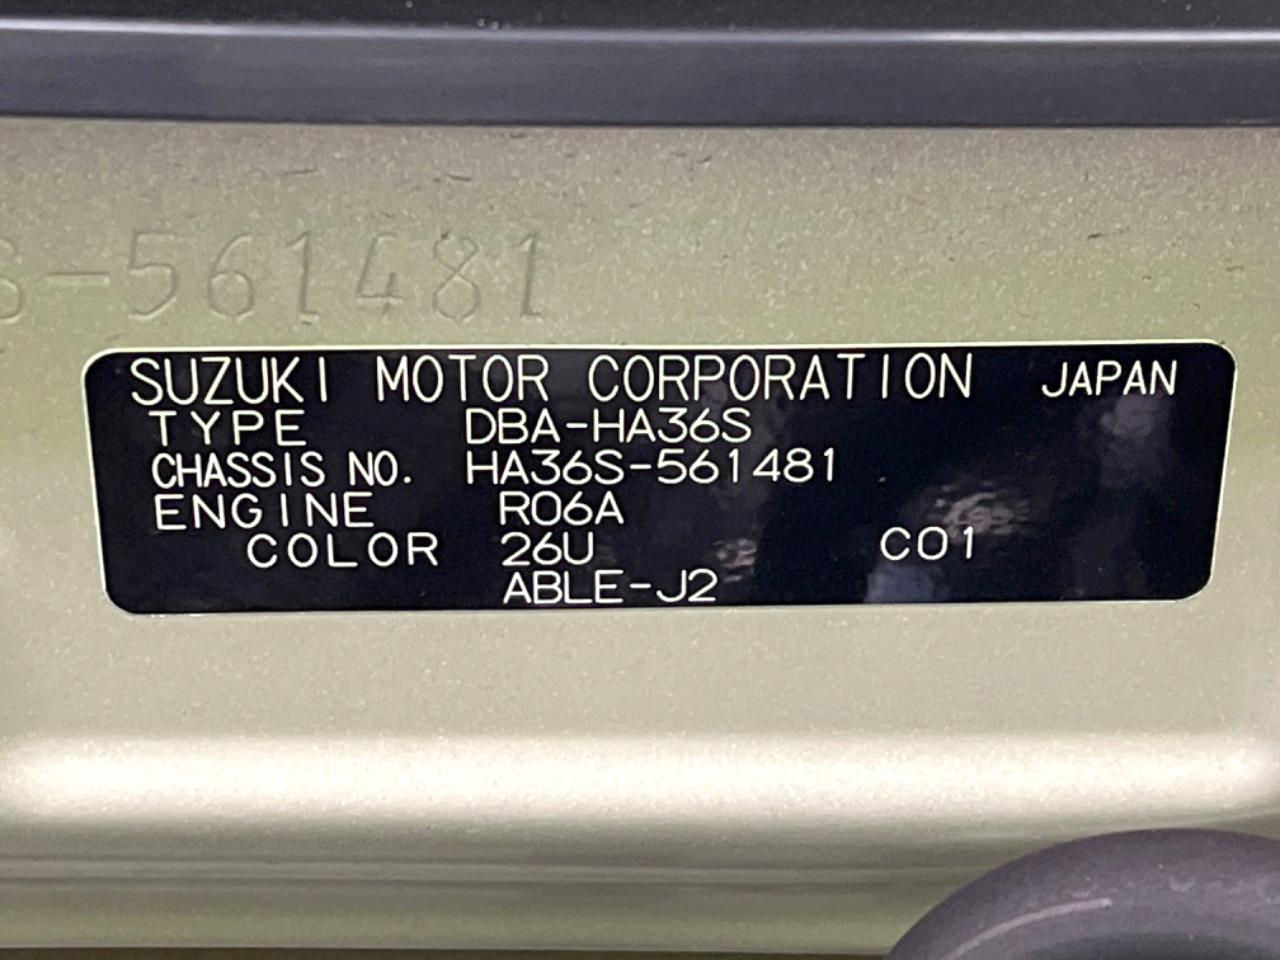 S-561481
SUZUKI MOTOR CORPORATION JAPAN
TYPE DBA-HA36S
CHASSIS NO. HA36S-561481
ENGINE R06A
COLOR 26U C01
ABLE-J2